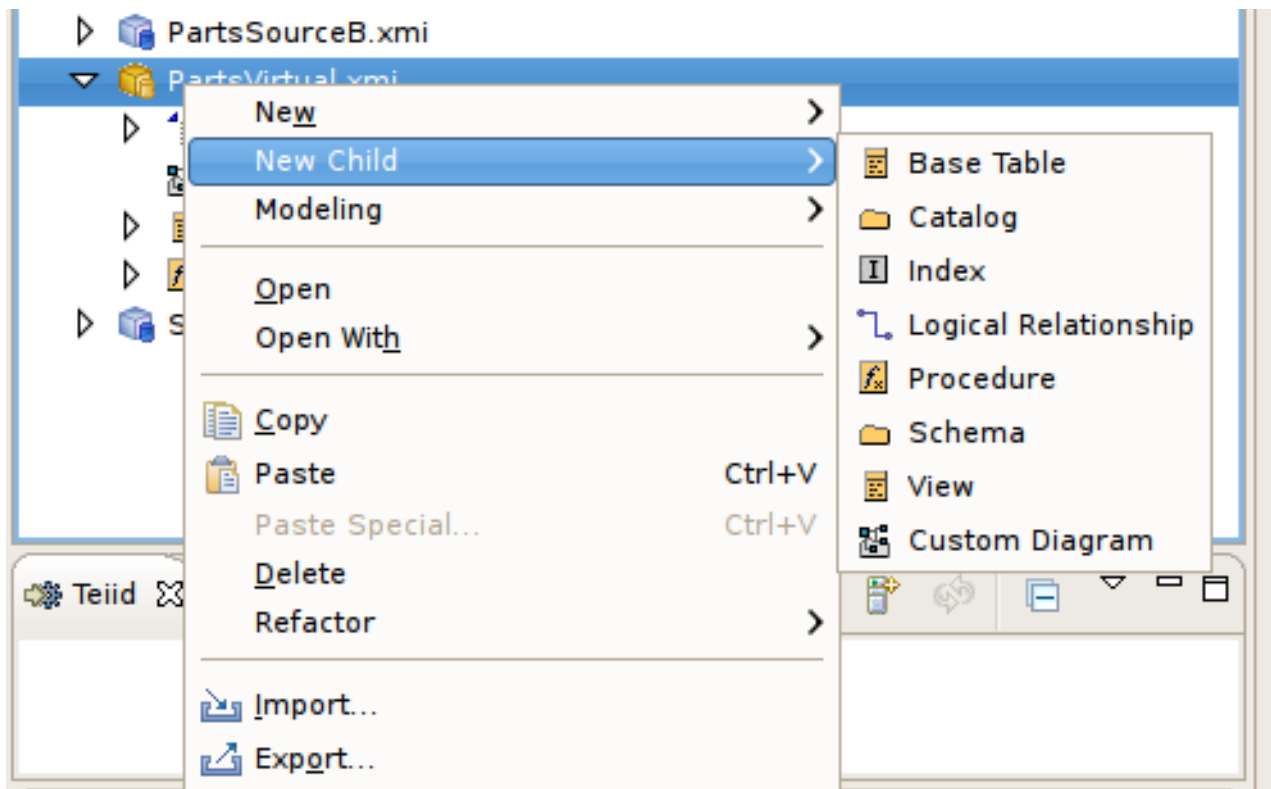 PartsSourceB.xmi
PartsVirtual.xmi
New
New Child
Modeling
Open
Open With
Copy
Paste Ctrl+V
Paste Special... Ctrl+V
Delete
Refactor
Import...
Export...
Base Table
Catalog
Index
Logical Relationship
Procedure
Schema
View
Custom Diagram
S
Teiid